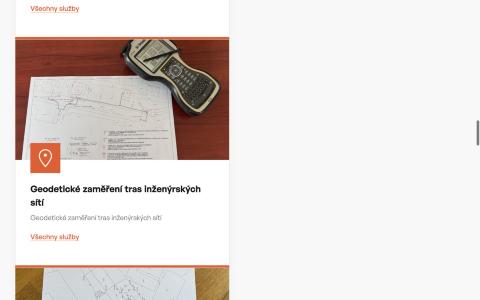 Všechny služby
Geodetické zaměření tras inženýrských
sítí
Geodetické zaměření tras inženýrských sítí
Všechny služby